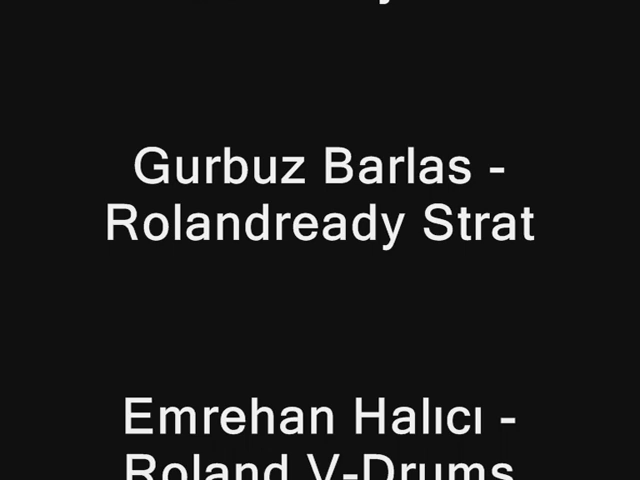 Gurbuz Barlas -
Rolandready Strat
Emrehan Halıcı -
Roland V-Drums